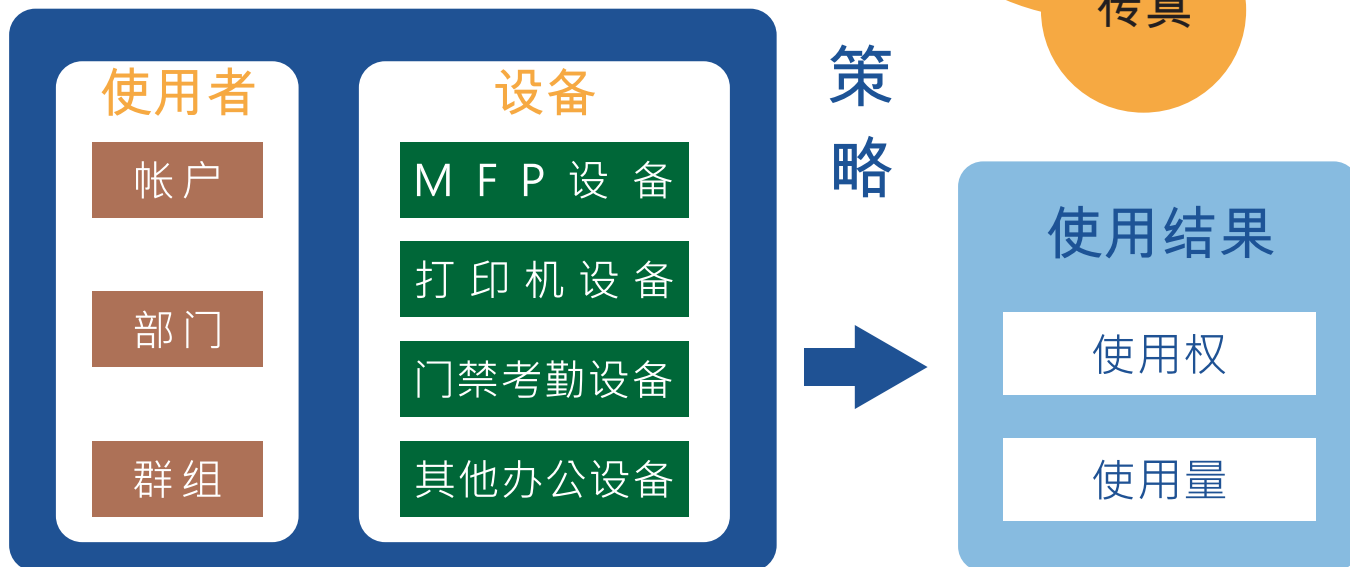 传真
使用者
帐户
部门
群组
设备
MFP设备
打印机设备
门禁考勤设备
其他办公设备
策
略
使用结果
使用权
使用量